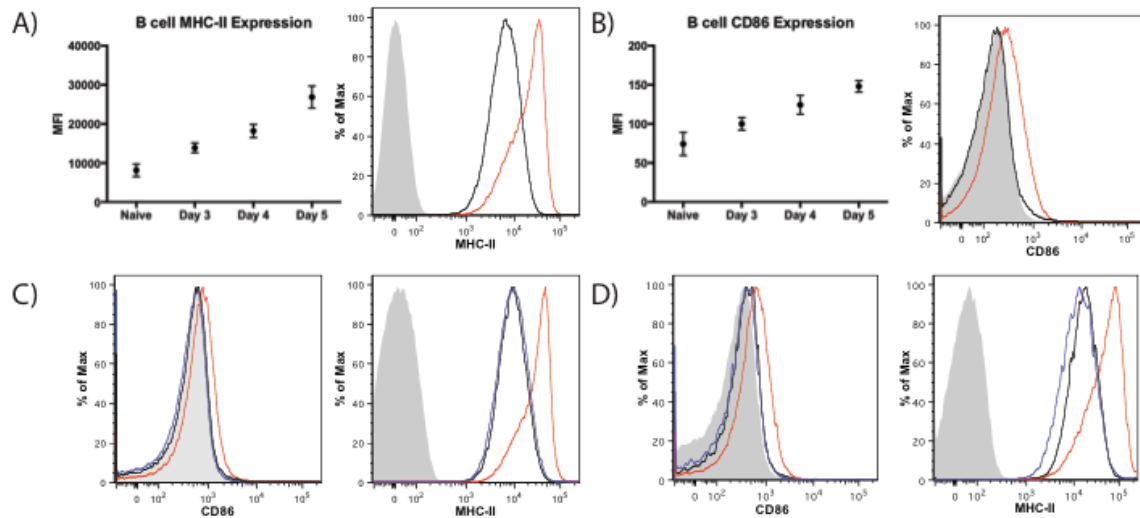 A)
B cell MHC-II Expression
MFI
40000
30000
20000
10000
0
Naive Day 3 Day 4 Day 5
% of Max
100
80
60
40
20
0
0 10³ 10⁴ 10⁵
MHC-II
B)
B cell CD86 Expression
MFI
200
150
100
50
0
Naive Day 3 Day 4 Day 5
% of Max
100
80
60
40
20
0
0 10² 10³ 10⁴ 10⁵
CD86
C)
% of Max
100
80
60
40
20
0
0 10² 10³ 10⁴ 10⁵
CD86
% of Max
100
80
60
40
20
0
0 10³ 10⁴ 10⁵
MHC-II
D)
% of Max
100
80
60
40
20
0
0 10² 10³ 10⁴ 10⁵
CD86
% of Max
100
80
60
40
20
0
0 10³ 10⁴ 10⁵
MHC-II